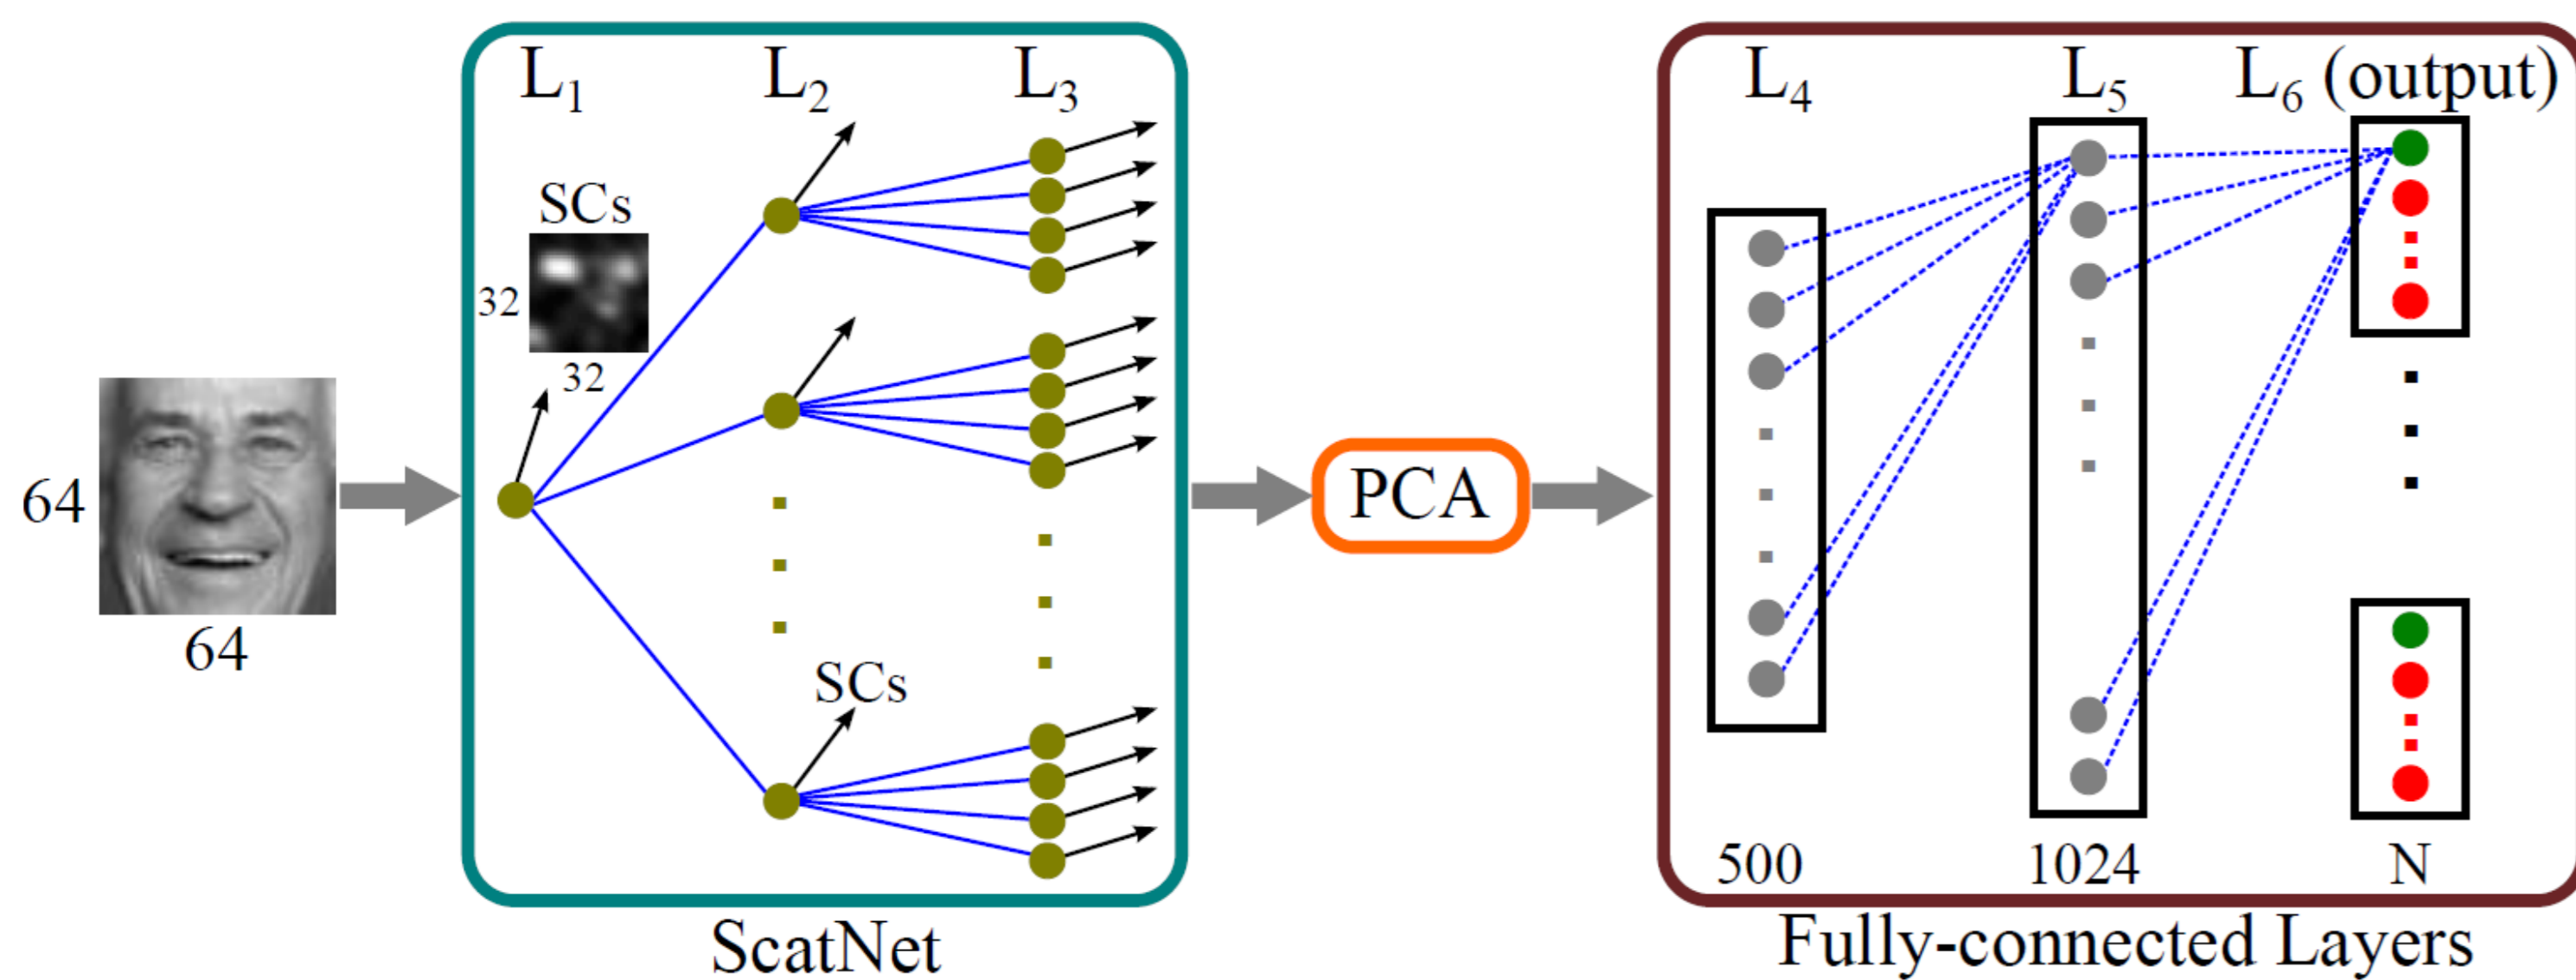 L₁
L₂
L₃
L₄
L₅
L₆ (output)
SCs
32
32
64
64
SCs
PCA
500
1024
N
ScatNet
Fully-connected Layers